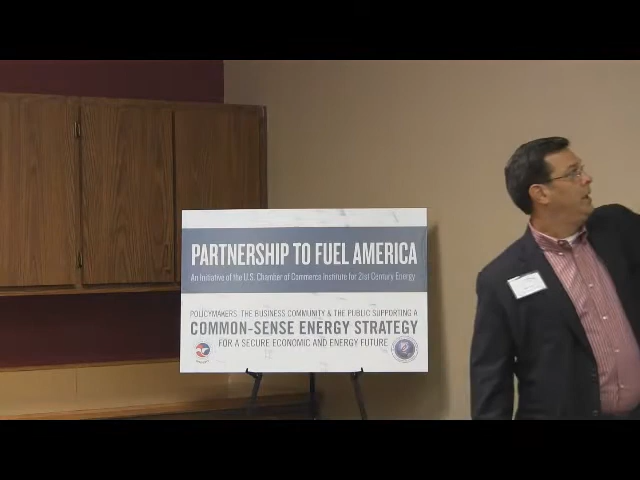 PARTNERSHIP TO FUEL AMERICA
An Initiative of the U.S. Chamber of Commerce Institute for 21st Century Energy
POLICYMAKERS, THE BUSINESS COMMUNITY & THE PUBLIC SUPPORTING A
COMMON-SENSE ENERGY STRATEGY
FOR A SECURE ECONOMIC AND ENERGY FUTURE